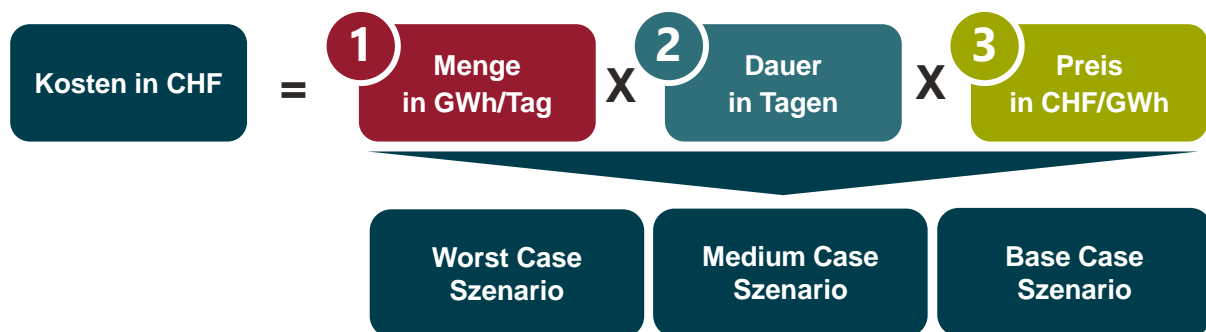 Kosten in CHF
=
1
Menge
in GWh/Tag
X
2
Dauer
in Tagen
X
3
Preis
in CHF/GWh
Worst Case
Szenario
Medium Case
Szenario
Base Case
Szenario